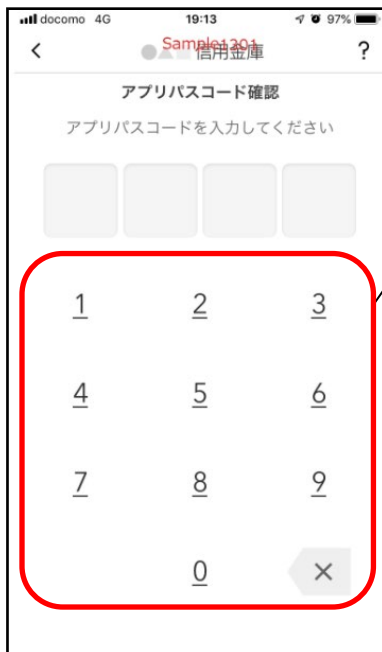 docomo 4G 19:13 97%
Sample1301
信用金庫 ?
アプリパスコード確認
アプリパスコードを入力してください
1 2 3
4 5 6
7 8 9
0 ×